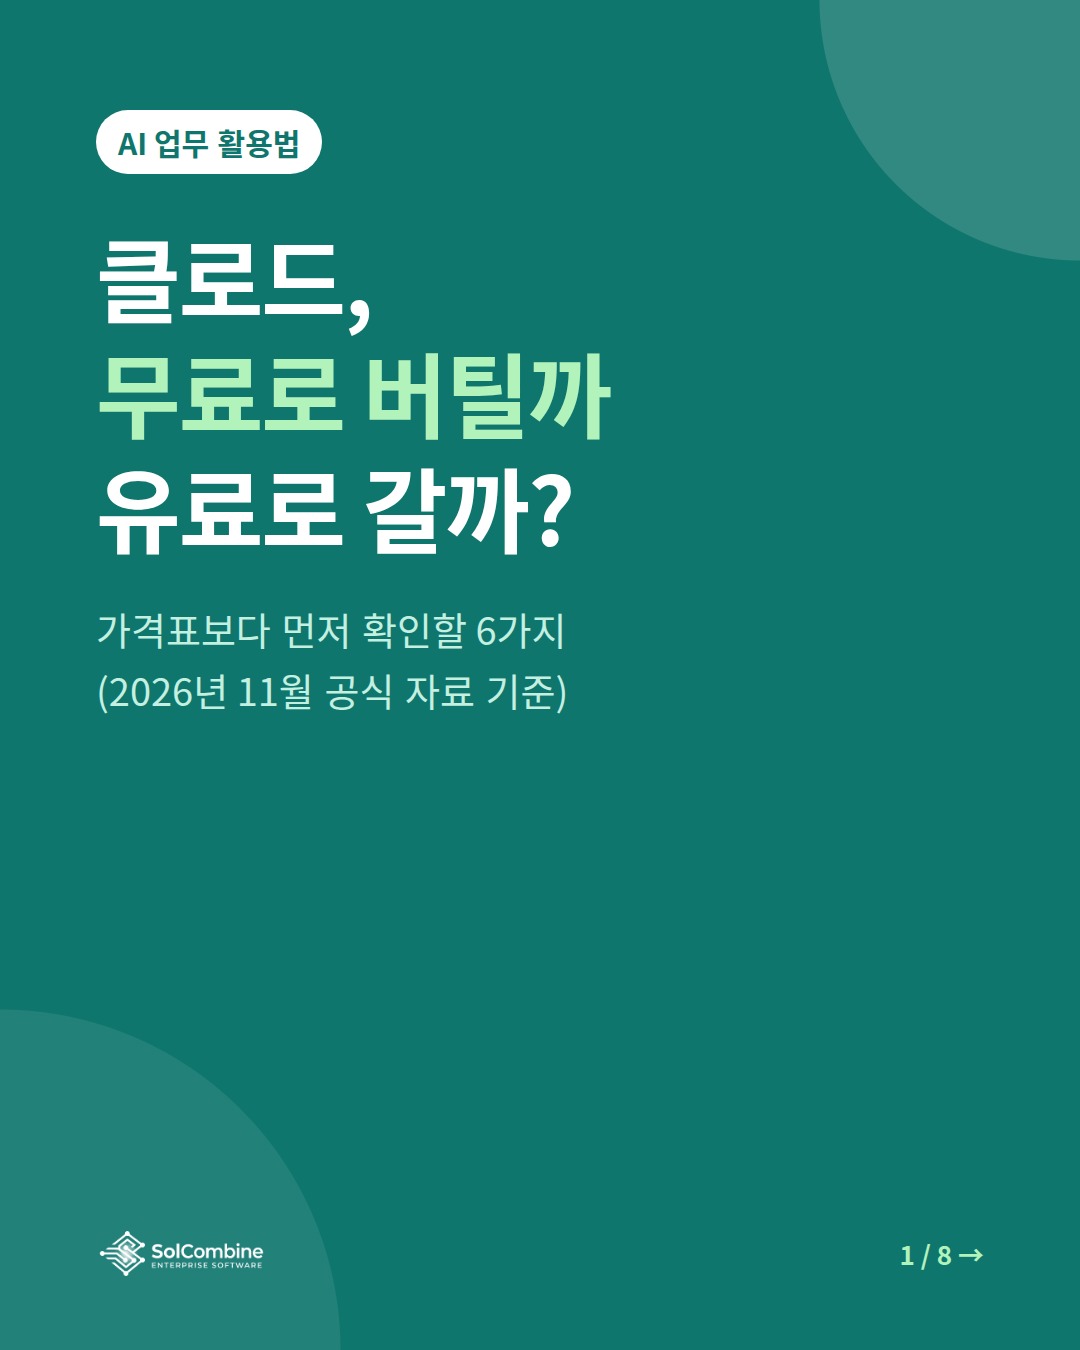 AI 업무 활용법
클로드,
무료로 버틸까
유료로 갈까?
가격표보다 먼저 확인할 6가지
(2026년 11월 공식 자료 기준)
SolCombine
ENTERPRISE SOFTWARE
1 / 8 →